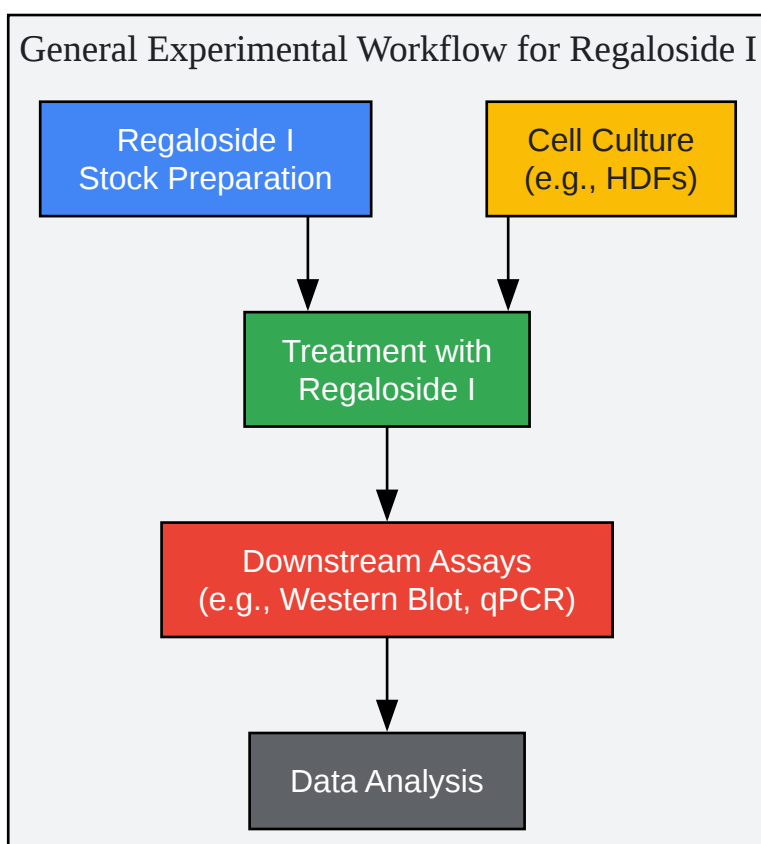 General Experimental Workflow for Regaloside I
Regaloside I
Stock Preparation
Cell Culture
(e.g., HDFs)
Treatment with
Regaloside I
Downstream Assays
(e.g., Western Blot, qPCR)
Data Analysis